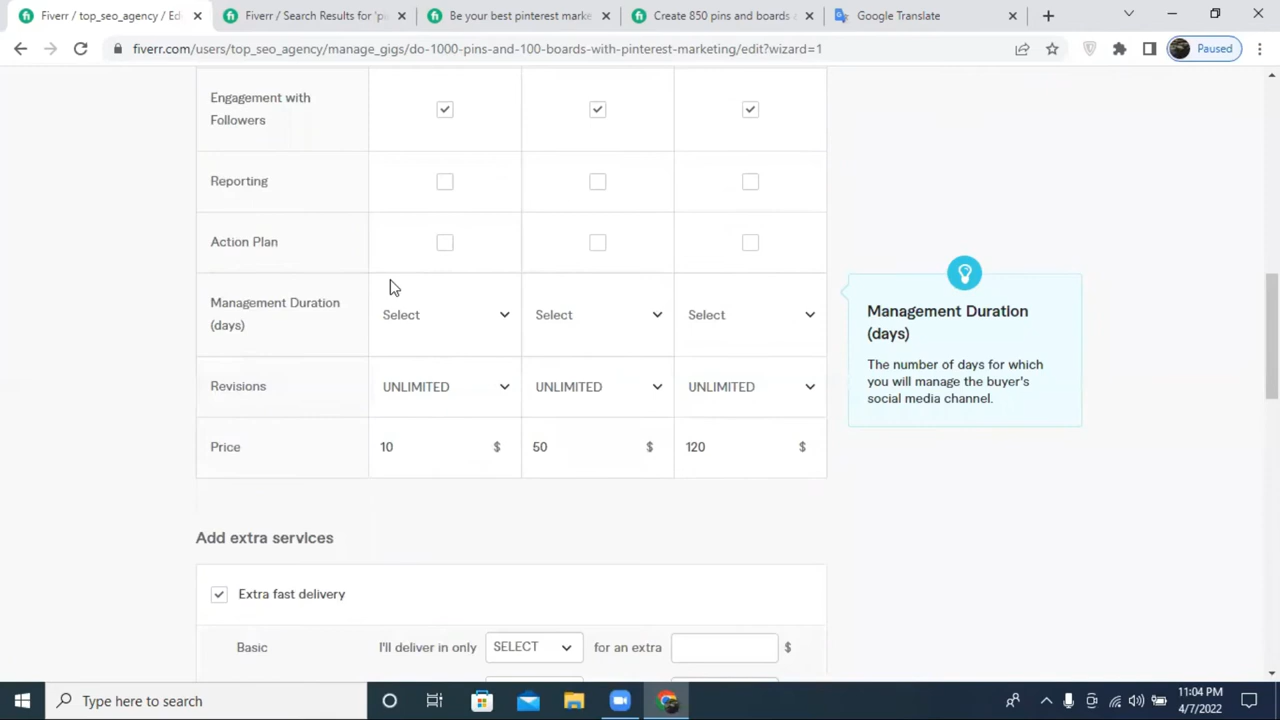 Fiverr / top_seo_agency / Ed
Fiverr / Search Results for 'p
Be your best pinterest marke
Create 850 pins and boards
Google Translate
fiverr.com/users/top_seo_agency/manage_gigs/do-1000-pins-and-100-boards-with-pinterest-marketing/edit?wizard=1
Paused
Engagement with
Followers
Reporting
Action Plan
Management Duration
(days)
Select
Select
Select
Management Duration
(days)
The number of days for which
you will manage the buyer's
social media channel.
Revisions
UNLIMITED
UNLIMITED
UNLIMITED
Price
10 $
50 $
120 $
Add extra services
Extra fast delivery
Basic
I'll deliver in only
SELECT
for an extra
$
Type here to search
11:04 PM
4/7/2022